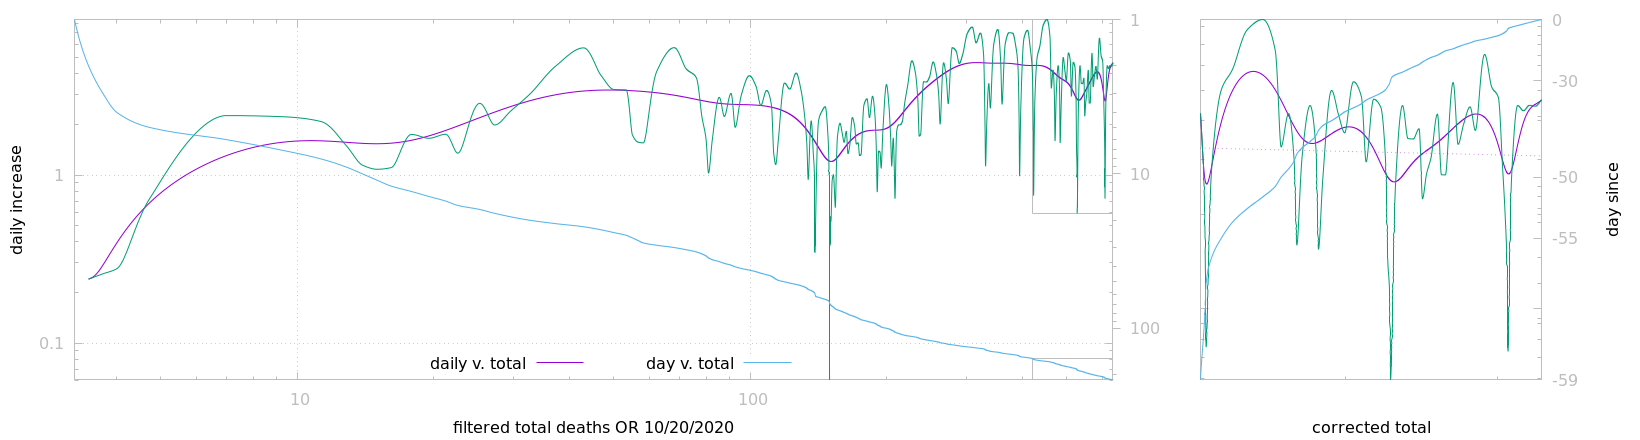 1
0
-30
10
1
-50
daily increase
day since
-55
100
0.1
daily v. total
day v. total
-59
10
100
filtered total deaths OR 10/20/2020
corrected total